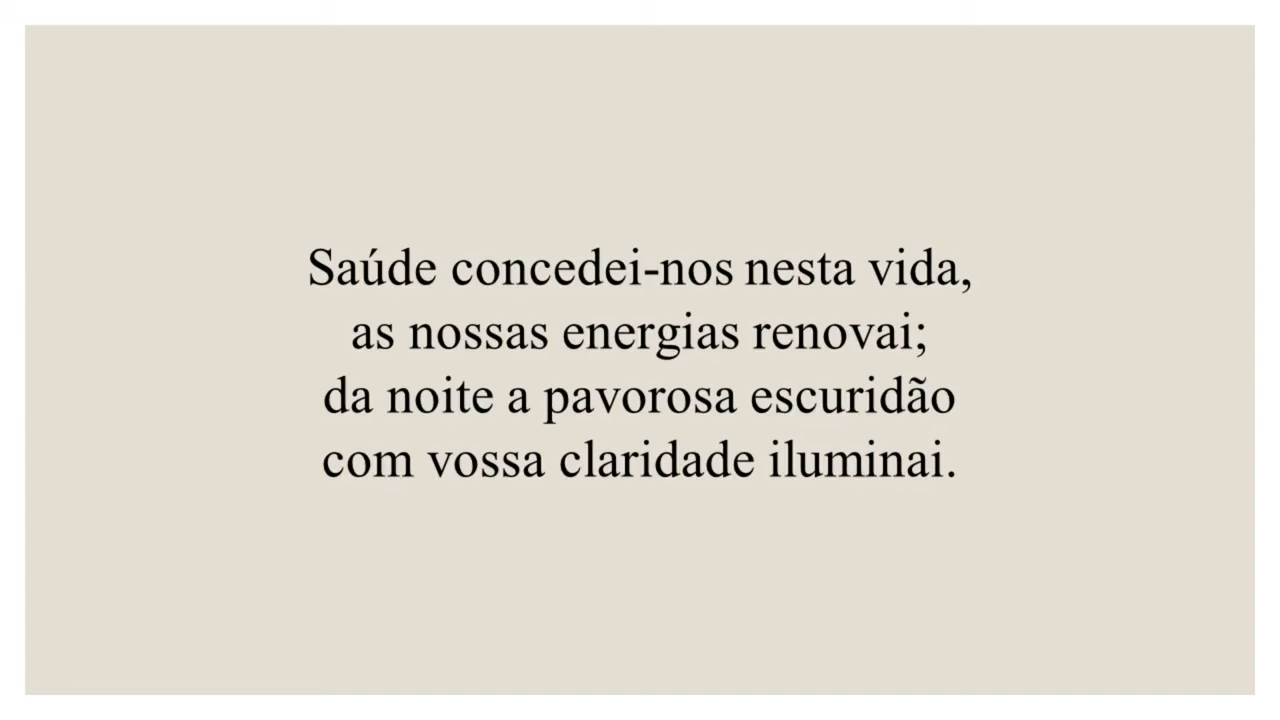 Saúde concedei-nos nesta vida,
as nossas energias renovai;
da noite a pavorosa escuridão
com vossa claridade iluminai.